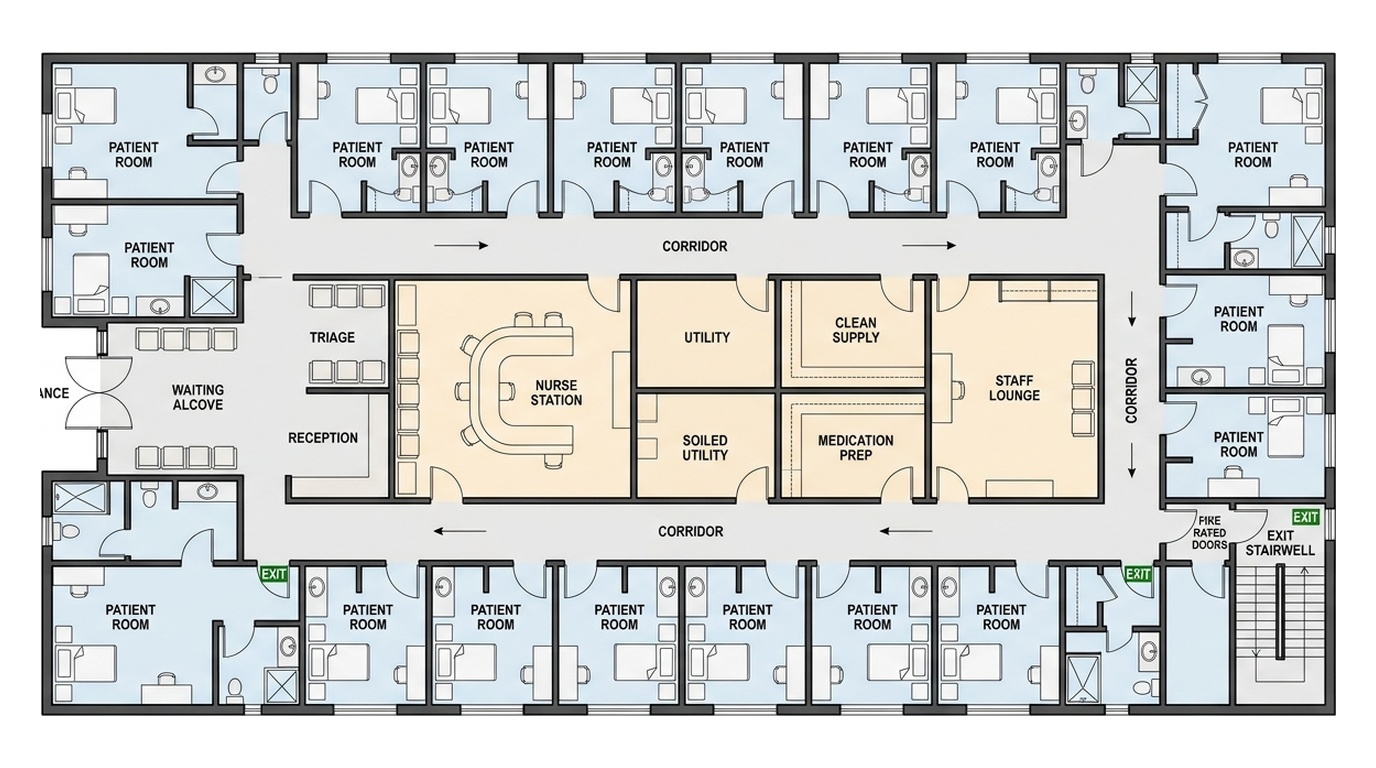 PATIENT
ROOM
PATIENT
ROOM
PATIENT
ROOM
PATIENT
ROOM
PATIENT
ROOM
PATIENT
ROOM
PATIENT
ROOM
PATIENT
ROOM
PATIENT
ROOM
CORRIDOR
TRIAGE
UTILITY
CLEAN
SUPPLY
PATIENT
ROOM
ANCE
WAITING
ALCOVE
NURSE
STATION
STAFF
LOUNGE
CORRIDOR
RECEPTION
SOILED
UTILITY
MEDICATION
PREP
PATIENT
ROOM
CORRIDOR
FIRE
RATED
DOORS
EXIT
EXIT
STAIRWELL
EXIT
EXIT
PATIENT
ROOM
PATIENT
ROOM
PATIENT
ROOM
PATIENT
ROOM
PATIENT
ROOM
PATIENT
ROOM
PATIENT
ROOM